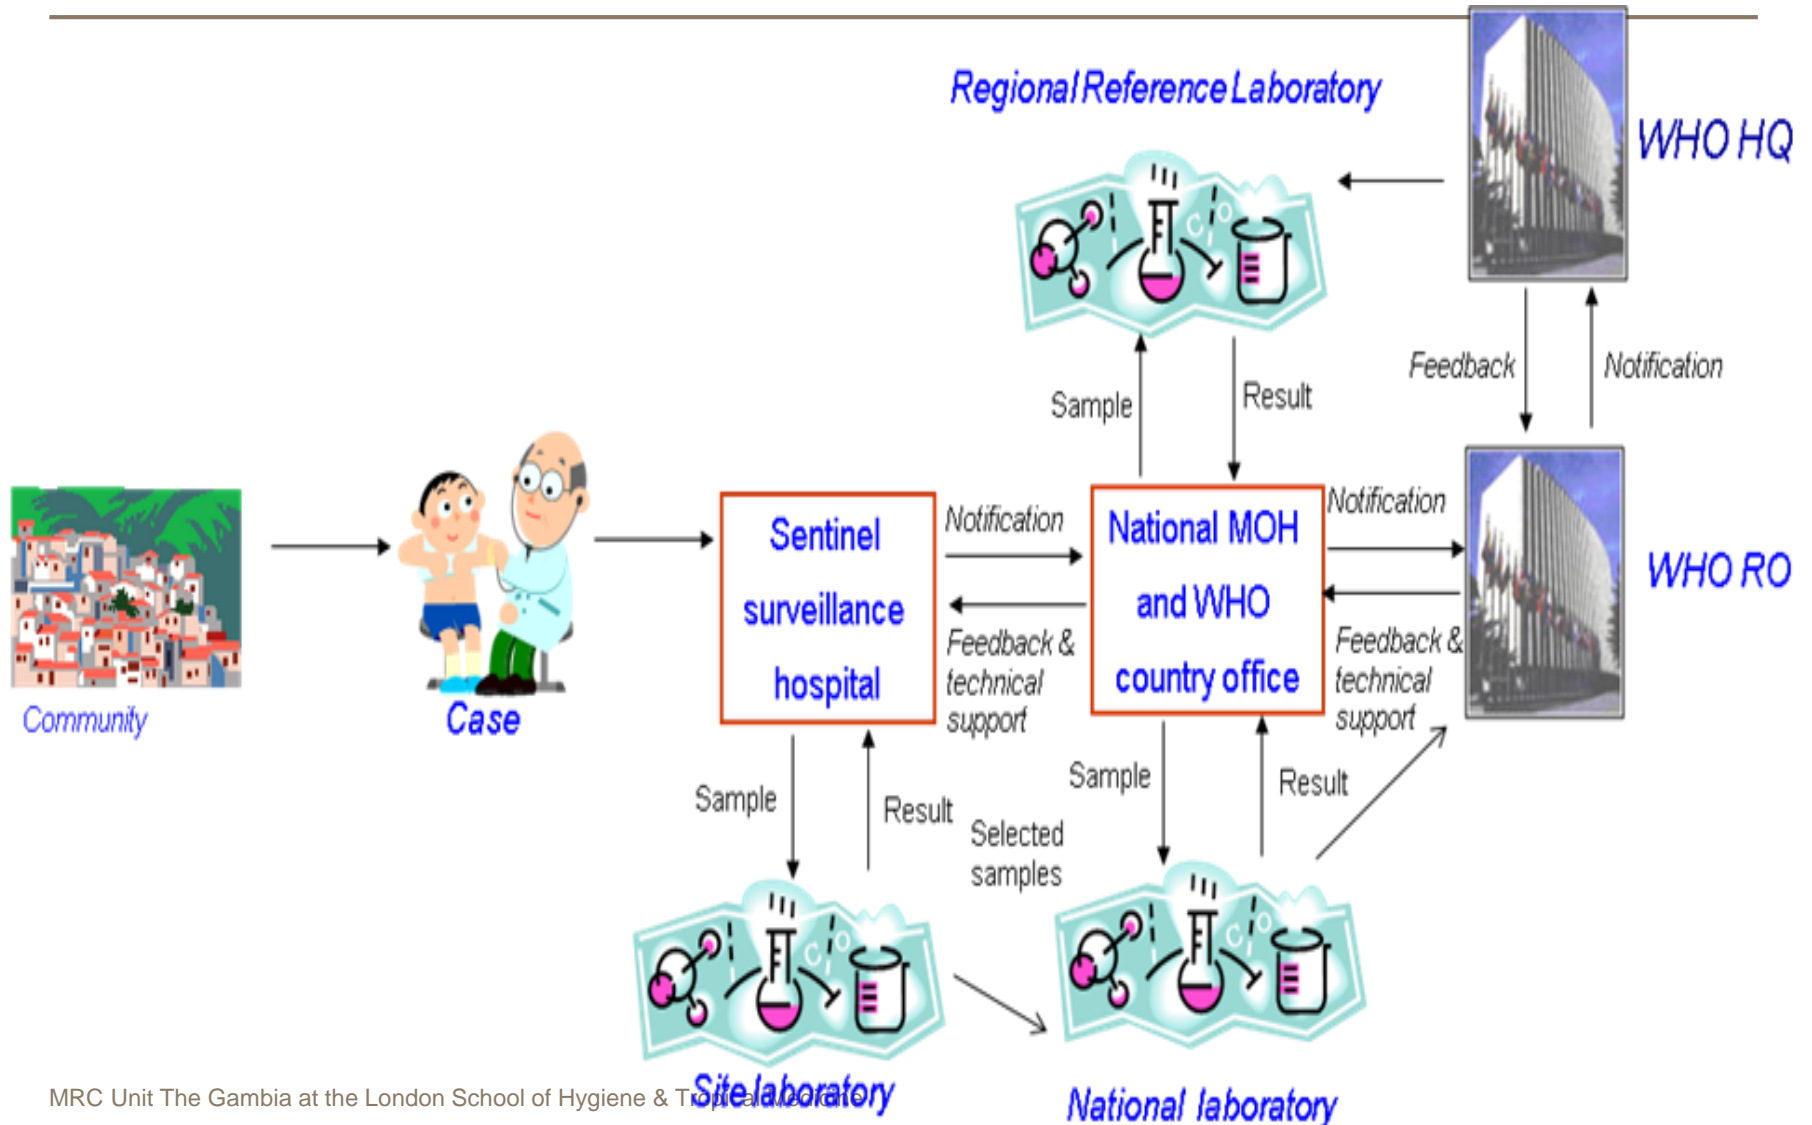 Regional Reference Laboratory
WHO HQ
Feedback
Notification
Sample
Result
Community
Case
Sentinel
surveillance
hospital
Notification
Feedback &
technical
support
National MOH
and WHO
country office
Notification
Feedback &
technical
support
WHO RO
Sample
Result
Selected
samples
Sample
Result
C O
C O
C O
Site laboratory
National laboratory
MRC Unit The Gambia at the London School of Hygiene & Tropical Medicine